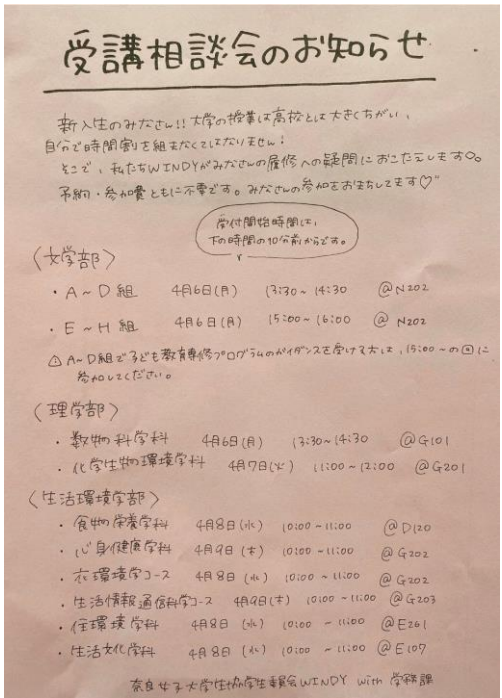 受講相談会のお知らせ
新入生のみなさん!! 大学の授業は高校とは大きくちがい、
自分で時間割を組まなくてはなりません!
そこで、私たちWINDYがみなさんの履修への疑問におこたえします○。
予約・参加費ともに不要です。みなさんの参加をおまちしてます♡
受付開始時間は、
下の時間の10分前からです。
〈文学部〉
・A~D組 4月6日(月) 13:30~14:30 @N202
・E~H組 4月6日(月) 15:00~16:00 @N202
⚠A~D組で子ども教育専修プログラムのガイダンスを受ける方は、15:00~の回に
参加してください。
〈理学部〉
・数物科学科 4月6日(月) 13:30~14:30 @G101
・化学生物環境学科 4月7日(火) 11:00~12:00 @G201
〈生活環境学部〉
・食物栄養学科 4月8日(水) 10:00~11:00 @D120
・心身健康学科 4月9日(木) 10:00~11:00 @G202
・衣環境学コース 4月8日(水) 10:00~11:00 @G202
・生活情報通信科学コース 4月9日(木) 10:00~11:00 @G203
・住環境学科 4月8日(水) 10:00~11:00 @E261
・生活文化学科 4月8日(水) 10:00~11:00 @E107
奈良女子大学生協学生委員会WINDY with 学務課